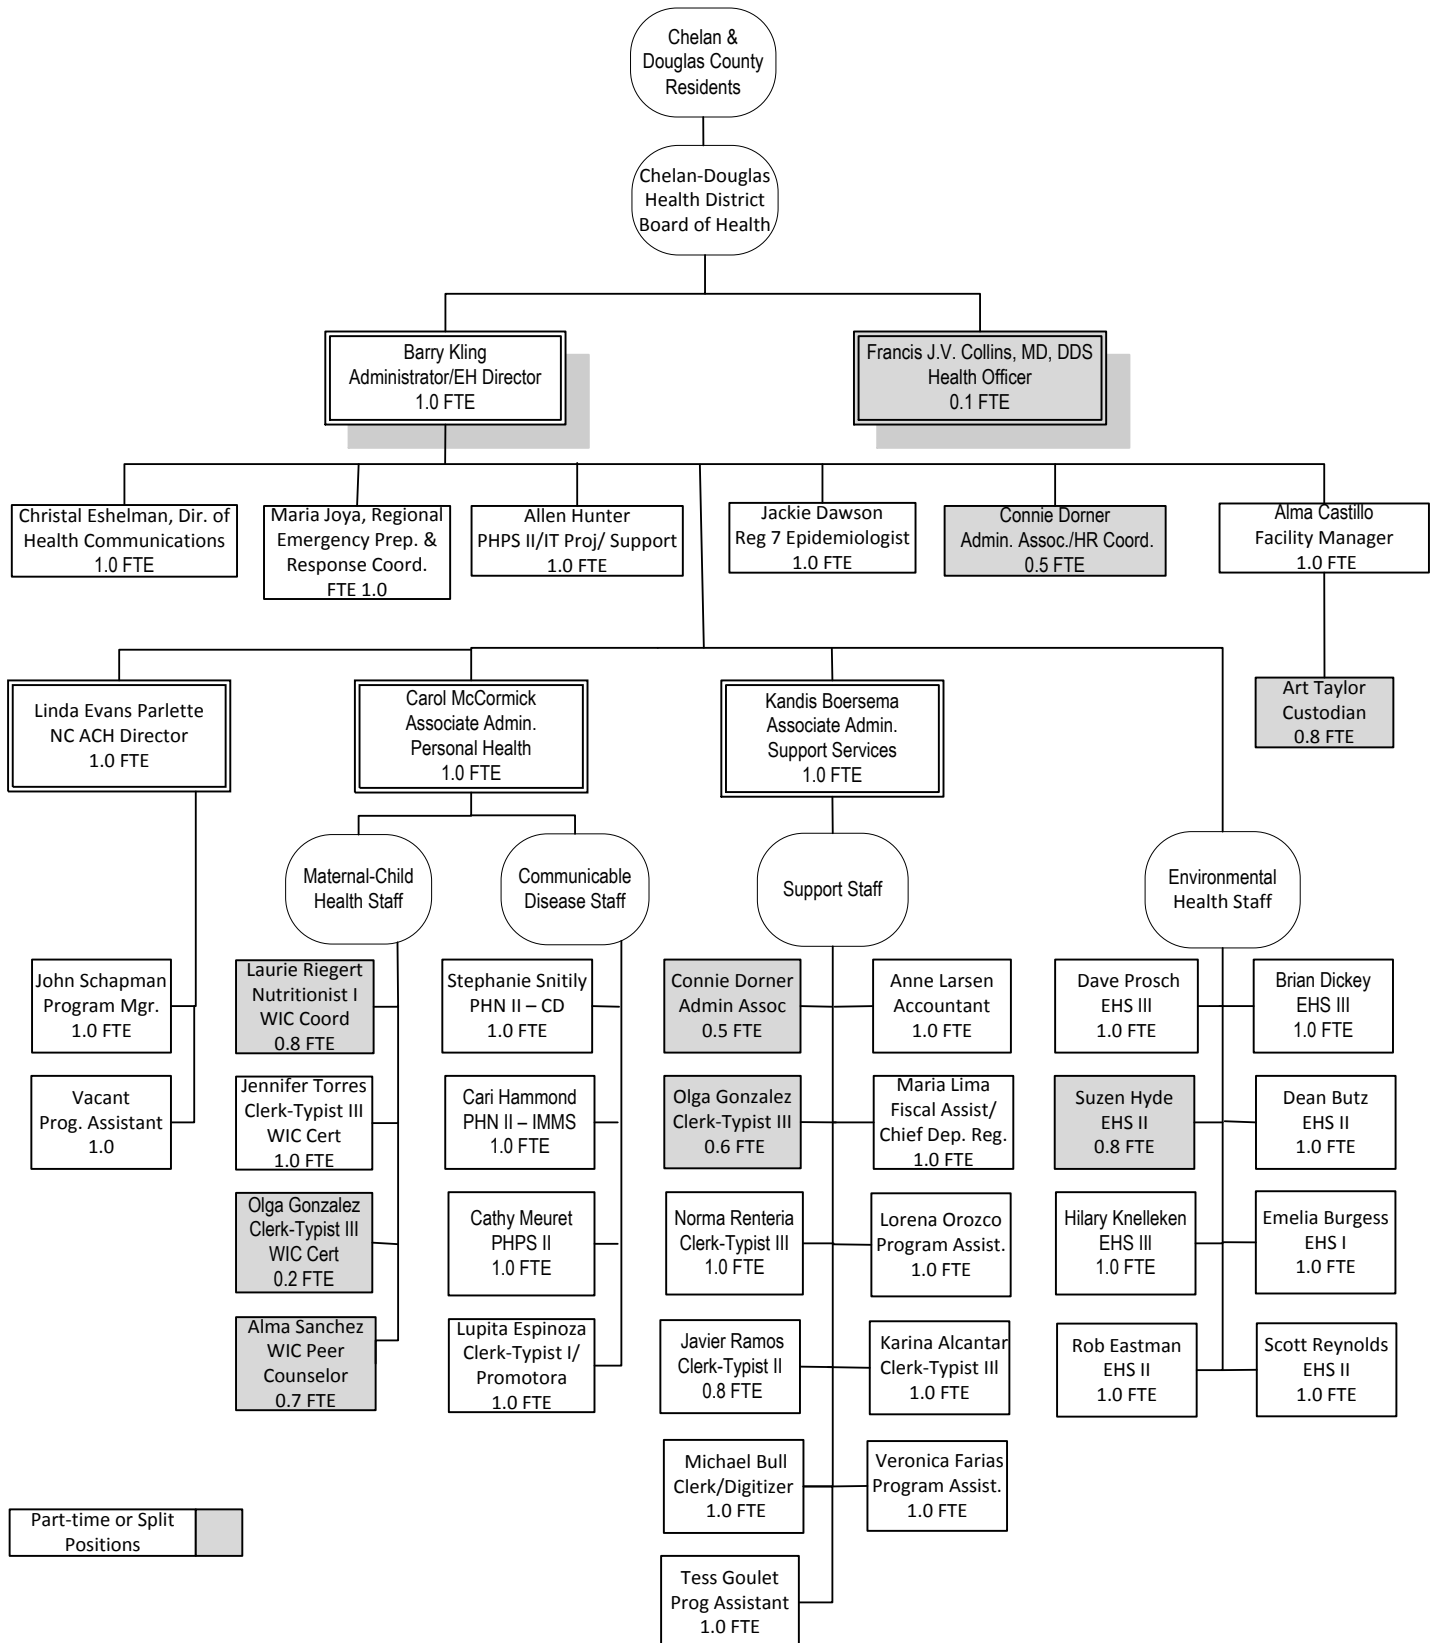 Chelan &
Douglas County
Residents
Chelan-Douglas
Health District
Board of Health
Barry Kling
Administrator/EH Director
1.0 FTE
Francis J.V. Collins, MD, DDS
Health Officer
0.1 FTE
Christal Eshelman, Dir. of
Health Communications
1.0 FTE
Maria Joya, Regional
Emergency Prep. &
Response Coord.
FTE 1.0
Allen Hunter
PHPS II/IT Proj/ Support
1.0 FTE
Jackie Dawson
Reg 7 Epidemiologist
1.0 FTE
Connie Dorner
Admin. Assoc./HR Coord.
0.5 FTE
Alma Castillo
Facility Manager
1.0 FTE
Linda Evans Parlette
NC ACH Director
1.0 FTE
Carol McCormick
Associate Admin.
Personal Health
1.0 FTE
Kandis Boersema
Associate Admin.
Support Services
1.0 FTE
Art Taylor
Custodian
0.8 FTE
Maternal-Child
Health Staff
Communicable
Disease Staff
Support Staff
Environmental
Health Staff
John Schapman
Program Mgr.
1.0 FTE
Laurie Riegert
Nutritionist I
WIC Coord
0.8 FTE
Stephanie Snitily
PHN II – CD
1.0 FTE
Connie Dorner
Admin Assoc
0.5 FTE
Anne Larsen
Accountant
1.0 FTE
Dave Prosch
EHS III
1.0 FTE
Brian Dickey
EHS III
1.0 FTE
Vacant
Prog. Assistant
1.0
Jennifer Torres
Clerk-Typist III
WIC Cert
1.0 FTE
Cari Hammond
PHN II – IMMS
1.0 FTE
Olga Gonzalez
Clerk-Typist III
0.6 FTE
Maria Lima
Fiscal Assist/
Chief Dep. Reg.
1.0 FTE
Suzen Hyde
EHS II
0.8 FTE
Dean Butz
EHS II
1.0 FTE
Olga Gonzalez
Clerk-Typist III
WIC Cert
0.2 FTE
Cathy Meuret
PHPS II
1.0 FTE
Norma Renteria
Clerk-Typist III
1.0 FTE
Lorena Orozco
Program Assist.
1.0 FTE
Hilary Knelleken
EHS III
1.0 FTE
Emelia Burgess
EHS I
1.0 FTE
Alma Sanchez
WIC Peer
Counselor
0.7 FTE
Lupita Espinoza
Clerk-Typist I/
Promotora
1.0 FTE
Javier Ramos
Clerk-Typist II
0.8 FTE
Karina Alcantar
Clerk-Typist III
1.0 FTE
Rob Eastman
EHS II
1.0 FTE
Scott Reynolds
EHS II
1.0 FTE
Michael Bull
Clerk/Digitizer
1.0 FTE
Veronica Farias
Program Assist.
1.0 FTE
Part-time or Split
Positions
Tess Goulet
Prog Assistant
1.0 FTE